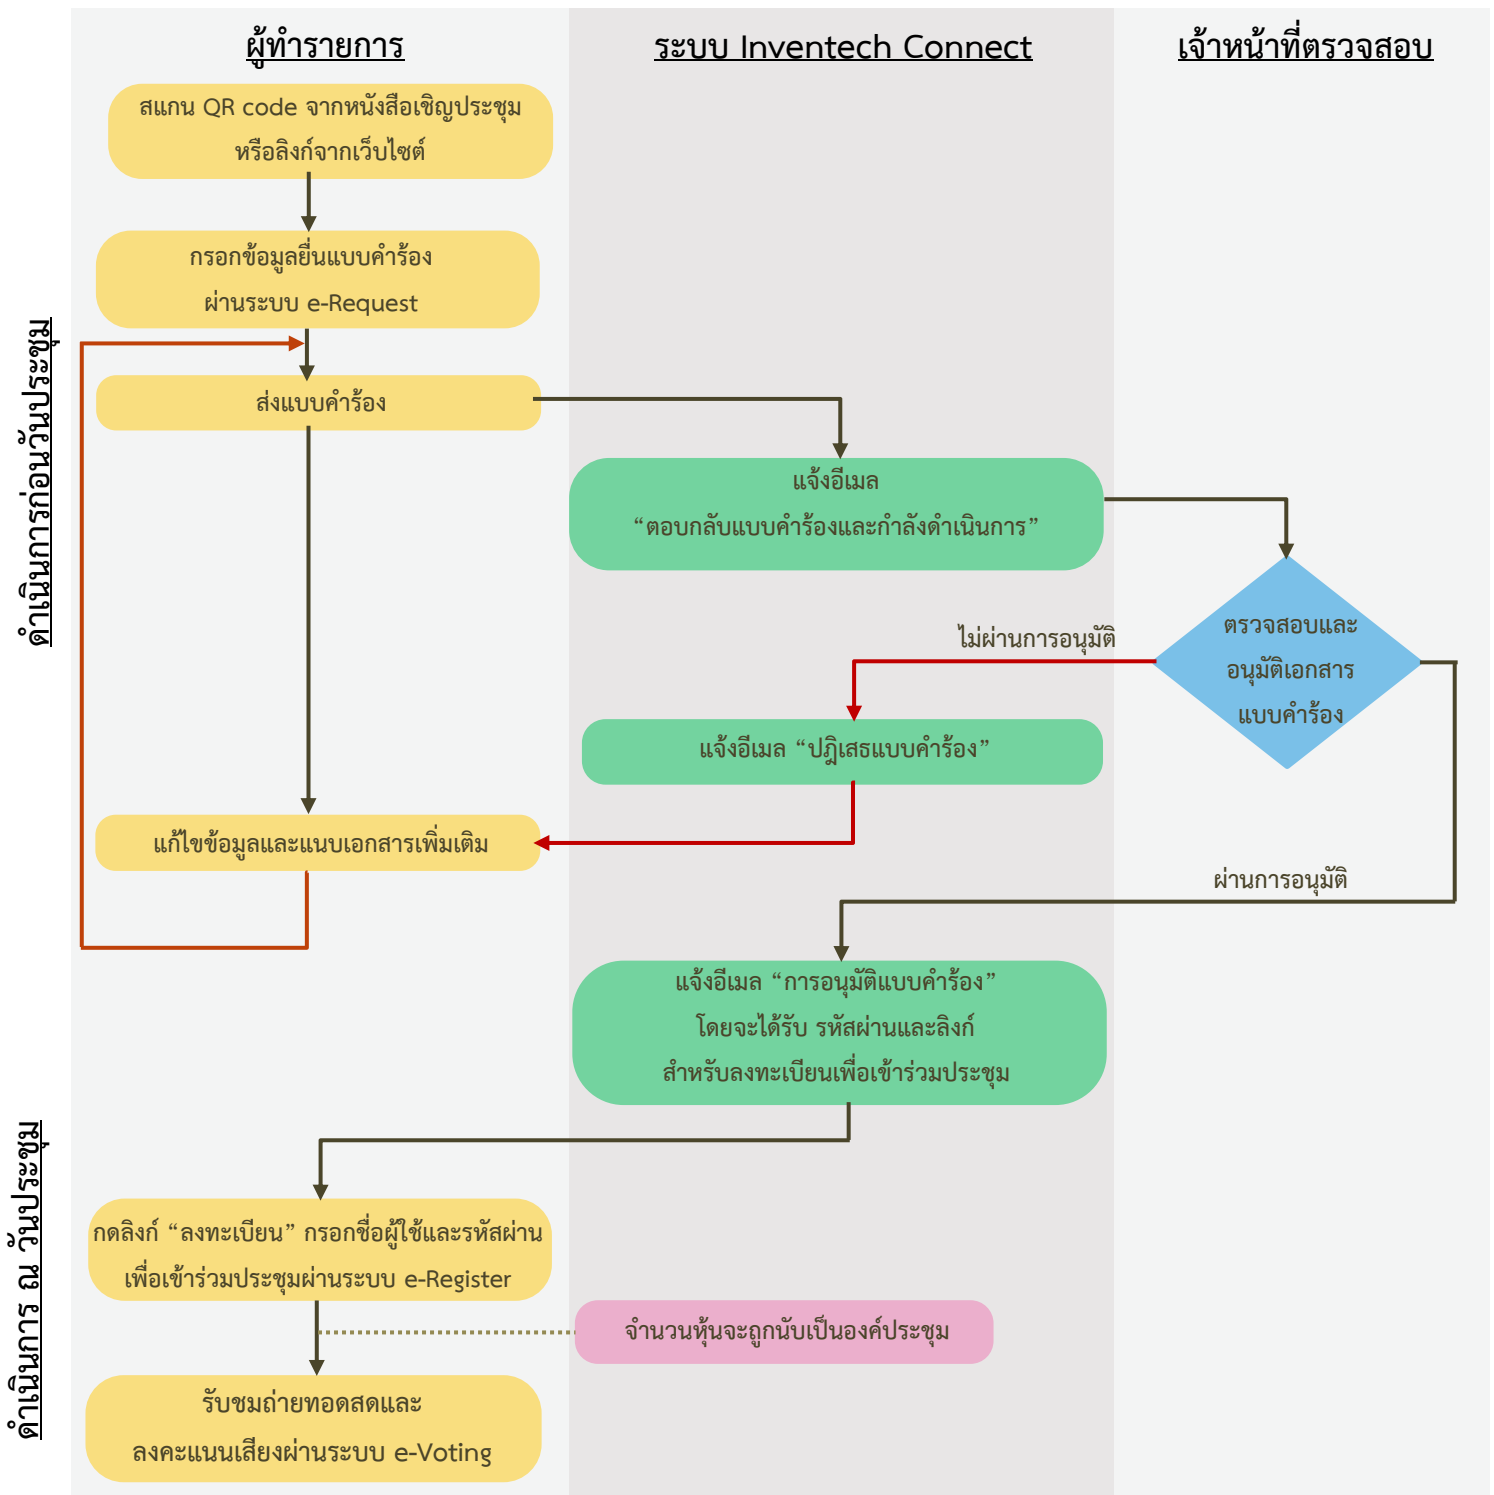 ผู้ทำรายการ
ระบบ Inventech Connect
เจ้าหน้าที่ตรวจสอบ
ดำเนินการก่อนวันประชุม
สแกน QR code จากหนังสือเชิญประชุม
หรือลิงก์จากเว็บไซต์
กรอกข้อมูลยื่นแบบคำร้อง
ผ่านระบบ e-Request
ส่งแบบคำร้อง
แจ้งอีเมล
“ตอบกลับแบบคำร้องและกำลังดำเนินการ”
ตรวจสอบและ
อนุมัติเอกสาร
แบบคำร้อง
ไม่ผ่านการอนุมัติ
แจ้งอีเมล “ปฎิเสธแบบคำร้อง”
แก้ไขข้อมูลและแนบเอกสารเพิ่มเติม
ผ่านการอนุมัติ
แจ้งอีเมล “การอนุมัติแบบคำร้อง”
โดยจะได้รับ รหัสผ่านและลิงก์
สำหรับลงทะเบียนเพื่อเข้าร่วมประชุม
ดำเนินการ ณ วันประชุม
กดลิงก์ “ลงทะเบียน” กรอกชื่อผู้ใช้และรหัสผ่าน
เพื่อเข้าร่วมประชุมผ่านระบบ e-Register
จำนวนหุ้นจะถูกนับเป็นองค์ประชุม
รับชมถ่ายทอดสดและ
ลงคะแนนเสียงผ่านระบบ e-Voting